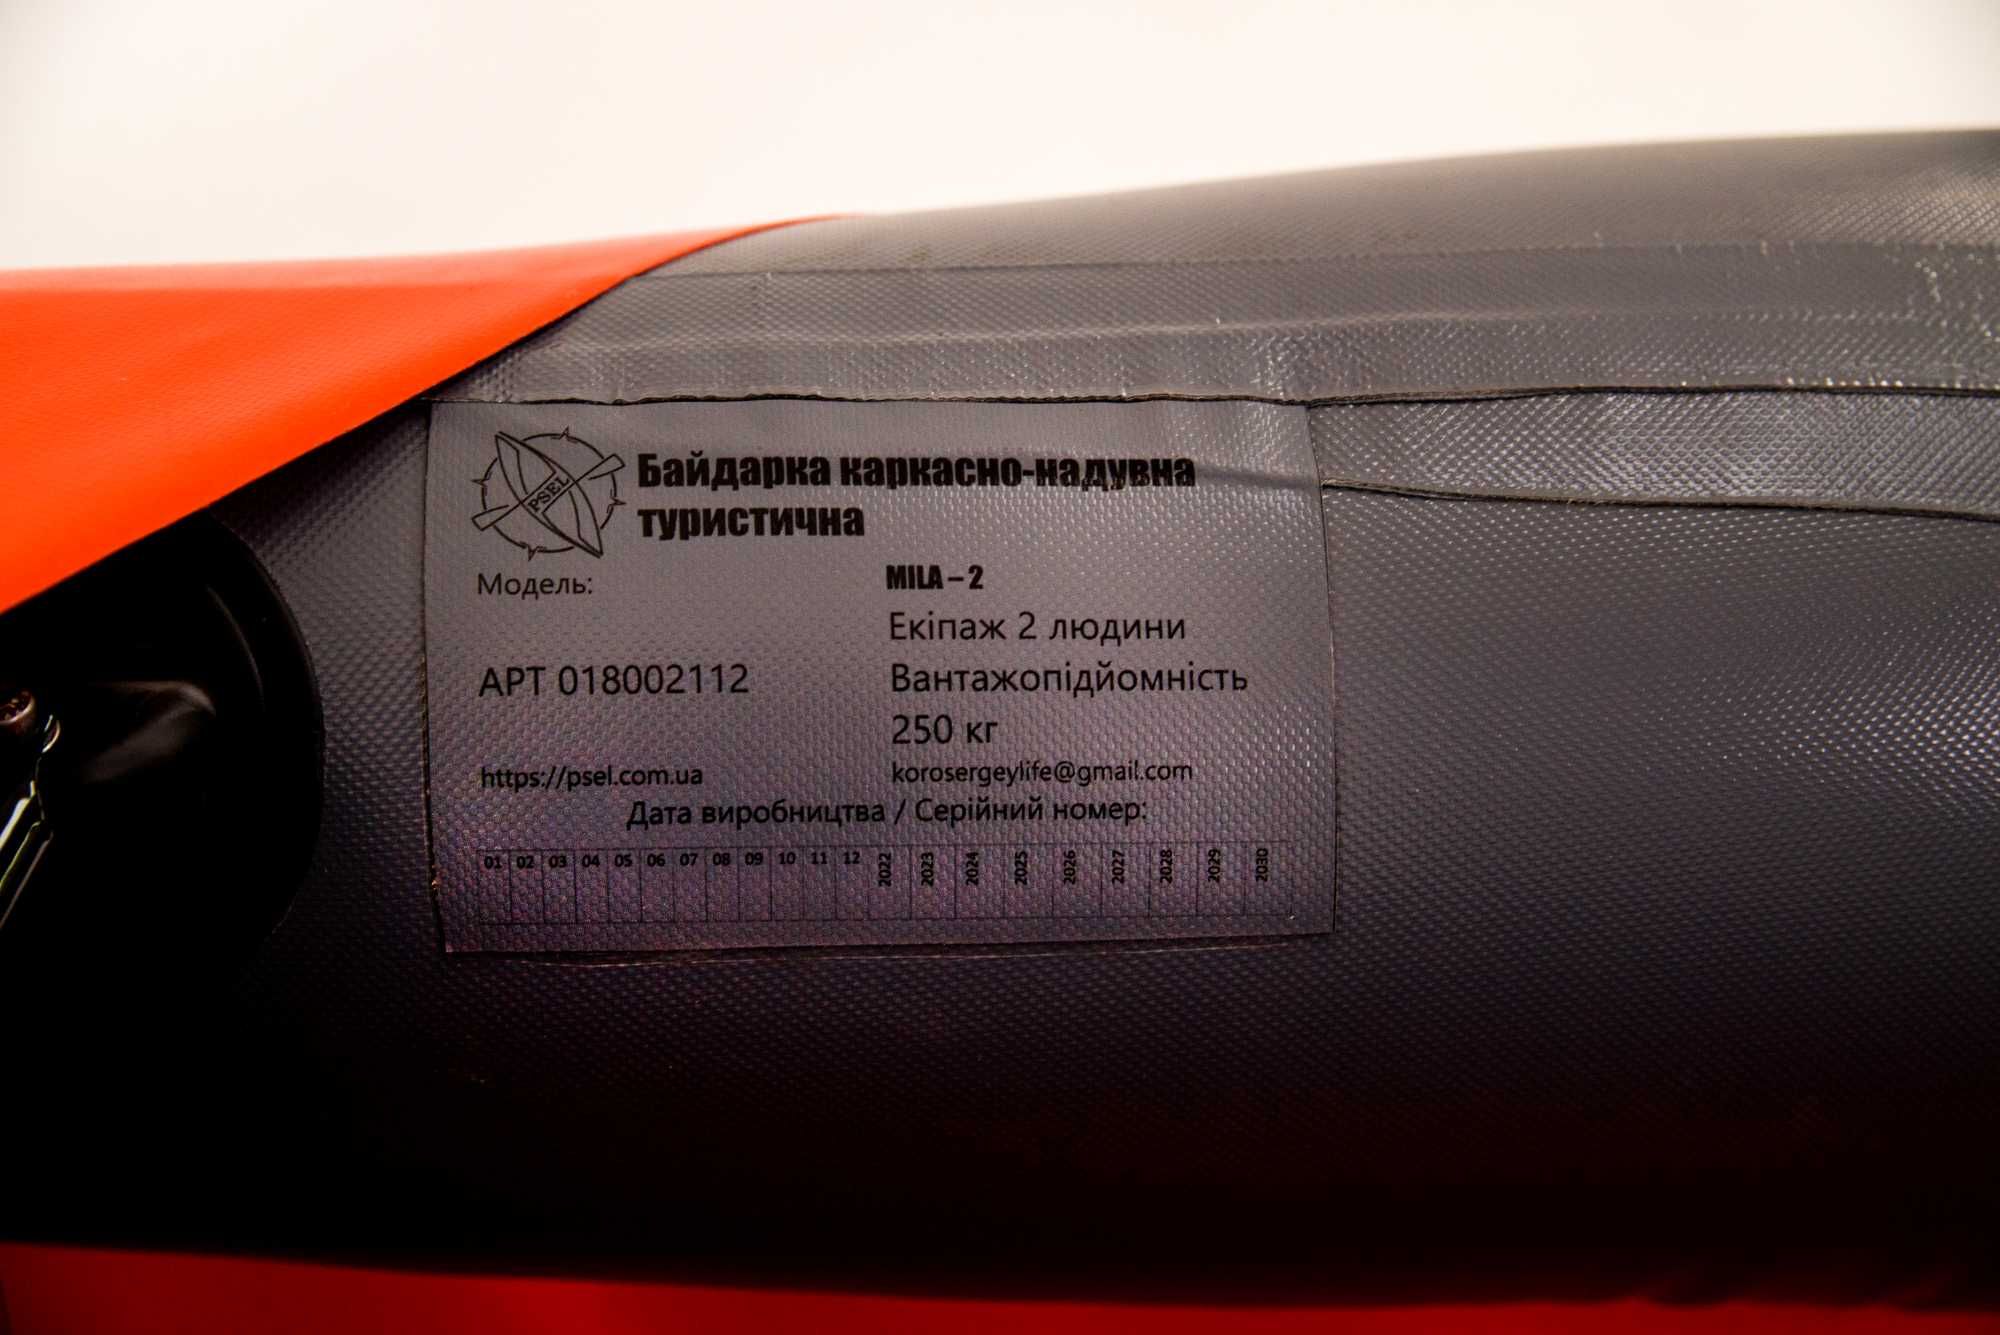 PSEL
Байдарка каркасно-надувна
туристична
Модель: MILA – 2
Екіпаж 2 людини
АРТ 018002112 Вантажопідйомність
250 кг
https://psel.com.ua korosergeylife@gmail.com
Дата виробництва / Серійний номер:
01 02 03 04 05 06 07 08 09 10 11 12 2022 2023 2024 2025 2026 2027 2028 2029 2030